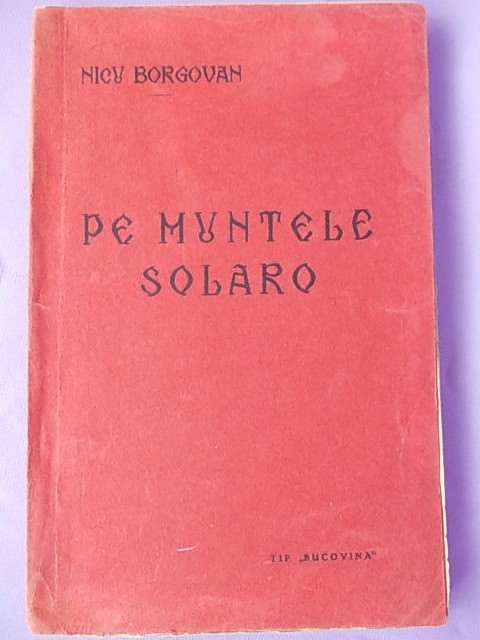 NICU BORGOVAN
PE MUNTELE
SOLARO
TIP. „BUCOVINA"